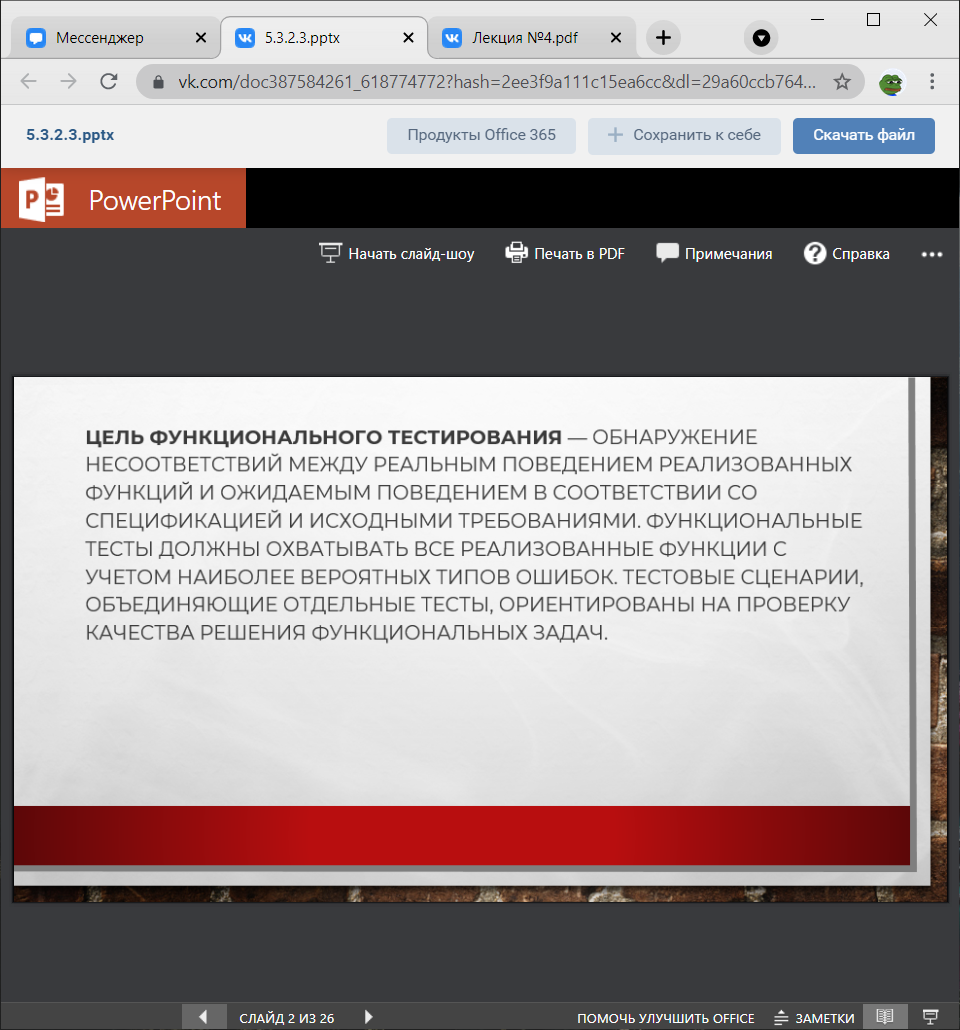 Мессенджер
5.3.2.3.pptx
Лекция №4.pdf
vk.com/doc387584261_618774772?hash=2ee3f9a111c15ea6cc&dl=29a60ccb764...
5.3.2.3.pptx
Продукты Office 365
Сохранить к себе
Скачать файл
PowerPoint
Начать слайд-шоу
Печать в PDF
Примечания
Справка
ЦЕЛЬ ФУНКЦИОНАЛЬНОГО ТЕСТИРОВАНИЯ — ОБНАРУЖЕНИЕ
НЕСООТВЕТСТВИЙ МЕЖДУ РЕАЛЬНЫМ ПОВЕДЕНИЕМ РЕАЛИЗОВАННЫХ
ФУНКЦИЙ И ОЖИДАЕМЫМ ПОВЕДЕНИЕМ В СООТВЕТСТВИИ СО
СПЕЦИФИКАЦИЕЙ И ИСХОДНЫМИ ТРЕБОВАНИЯМИ. ФУНКЦИОНАЛЬНЫЕ
ТЕСТЫ ДОЛЖНЫ ОХВАТЫВАТЬ ВСЕ РЕАЛИЗОВАННЫЕ ФУНКЦИИ С
УЧЕТОМ НАИБОЛЕЕ ВЕРОЯТНЫХ ТИПОВ ОШИБОК. ТЕСТОВЫЕ СЦЕНАРИИ,
ОБЪЕДИНЯЮЩИЕ ОТДЕЛЬНЫЕ ТЕСТЫ, ОРИЕНТИРОВАНЫ НА ПРОВЕРКУ
КАЧЕСТВА РЕШЕНИЯ ФУНКЦИОНАЛЬНЫХ ЗАДАЧ.
СЛАЙД 2 ИЗ 26
ПОМОЧЬ УЛУЧШИТЬ OFFICE
ЗАМЕТКИ